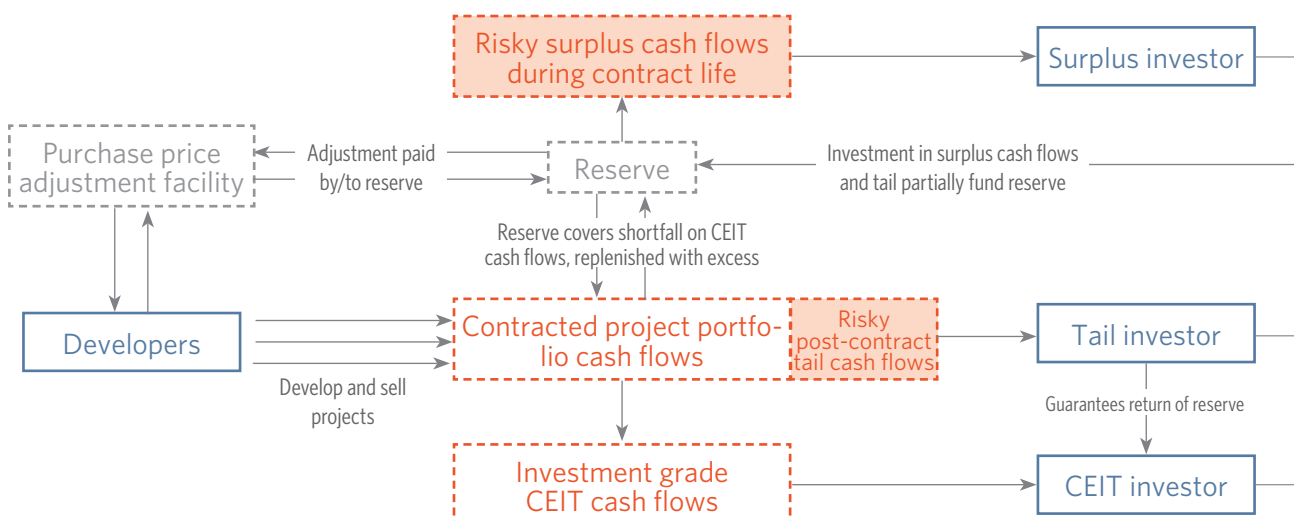 Risky surplus cash flows
during contract life
Surplus investor
Purchase price
adjustment facility
Adjustment paid
by/to reserve
Reserve
Investment in surplus cash flows
and tail partially fund reserve
Reserve covers shortfall on CEIT
cash flows, replenished with excess
Developers
Contracted project portfo-
lio cash flows
Risky
post-contract
tail cash flows
Tail investor
Develop and sell
projects
Guarantees return of reserve
Investment grade
CEIT cash flows
CEIT investor